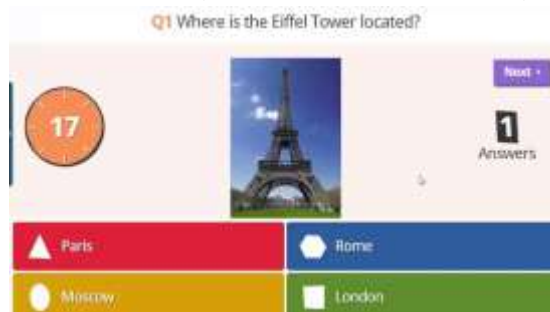 Q1 Where is the Eiffel Tower located?
Next
17
1
Answers
Paris
Rome
Moscow
London